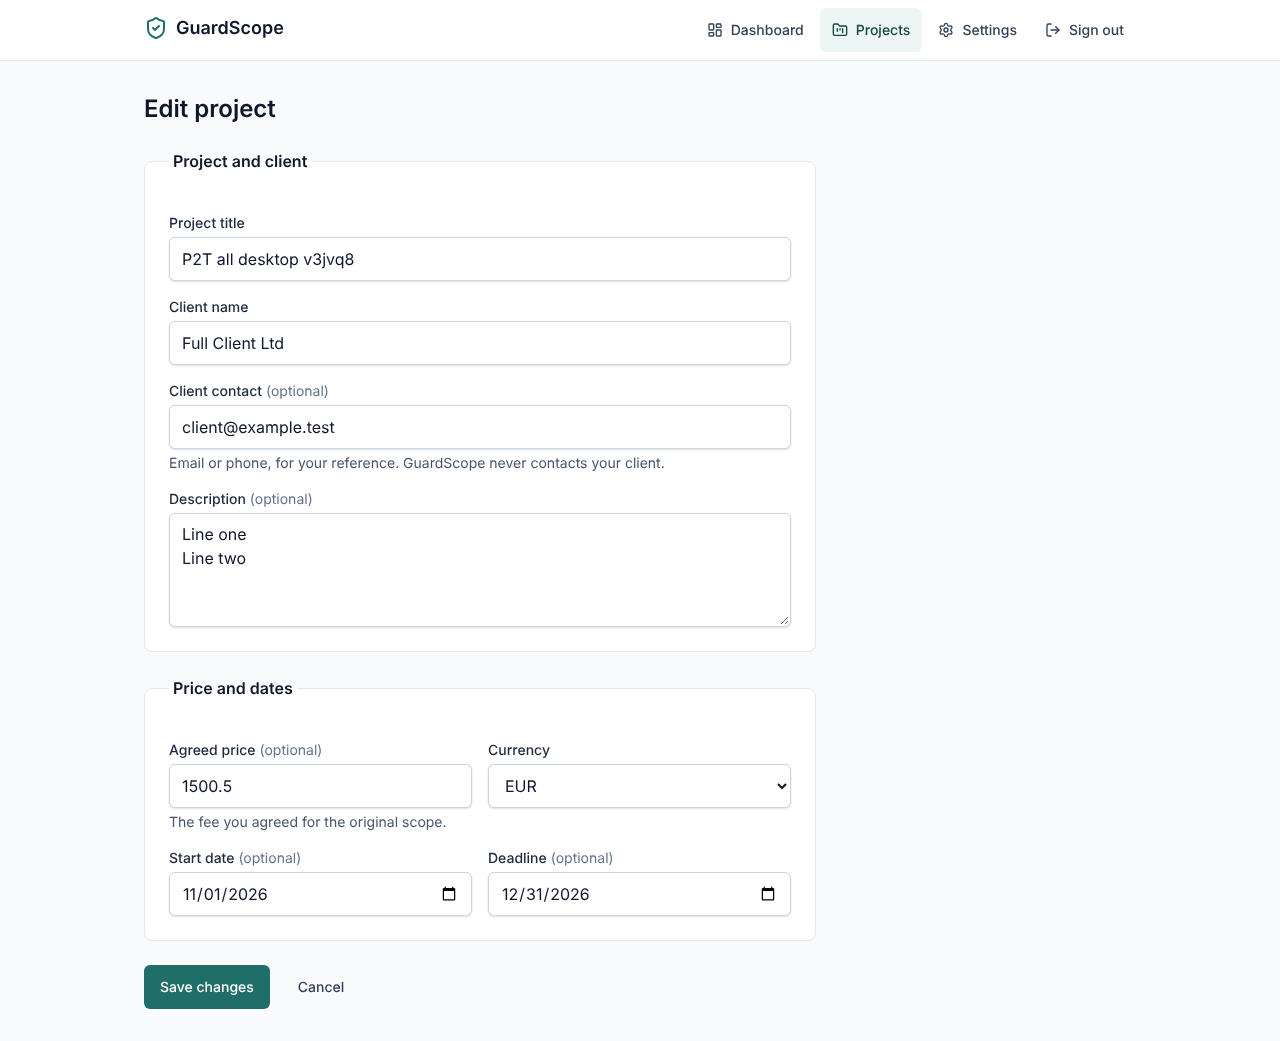 GuardScope
Dashboard
Projects
Settings
Sign out
Edit project
Project and client
Project title
P2T all desktop v3jvq8
Client name
Full Client Ltd
Client contact (optional)
client@example.test
Email or phone, for your reference. GuardScope never contacts your client.
Description (optional)
Line one
Line two
Price and dates
Agreed price (optional)
Currency
1500.5
EUR
The fee you agreed for the original scope.
Start date (optional)
Deadline (optional)
11/01/2026
12/31/2026
Save changes
Cancel